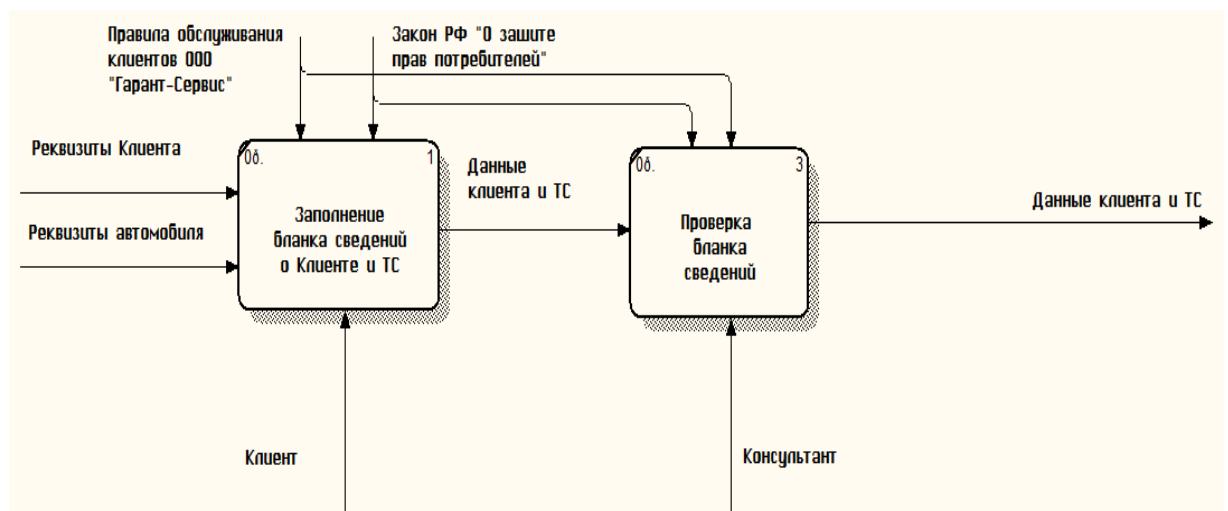 Правила обслуживания
клиентов ООО
"Гарант-Сервис"
Закон РФ "О зашите
прав потребителей"
Реквизиты Клиента
Реквизиты автомобиля
0д.
1
Заполнение
бланка сведений
о Клиенте и ТС
Данные
клиента и ТС
0д.
3
Проверка
бланка
сведений
Данные клиента и ТС
Клиент
Консультант